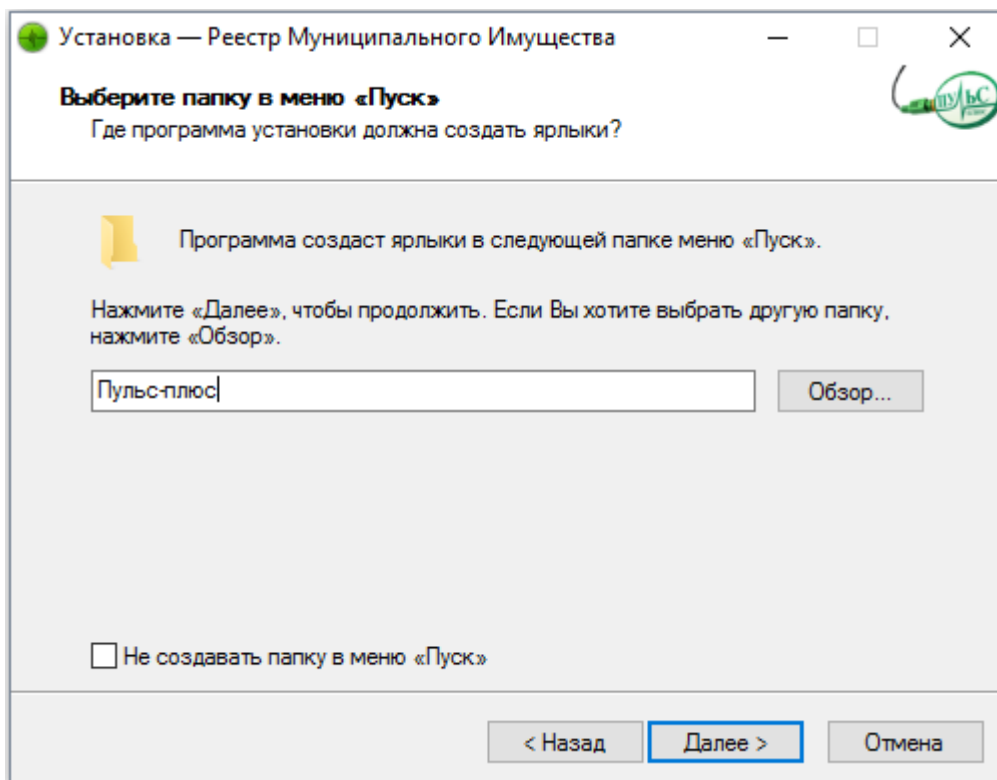 Установка — Реестр Муниципального Имущества
Выберите папку в меню «Пуск»
Где программа установки должна создать ярлыки?
ПУЛЬС
Программа создаст ярлыки в следующей папке меню «Пуск».
Нажмите «Далее», чтобы продолжить. Если Вы хотите выбрать другую папку,
нажмите «Обзор».
Пульс-плюс
Обзор...
Не создавать папку в меню «Пуск»
< Назад
Далее >
Отмена